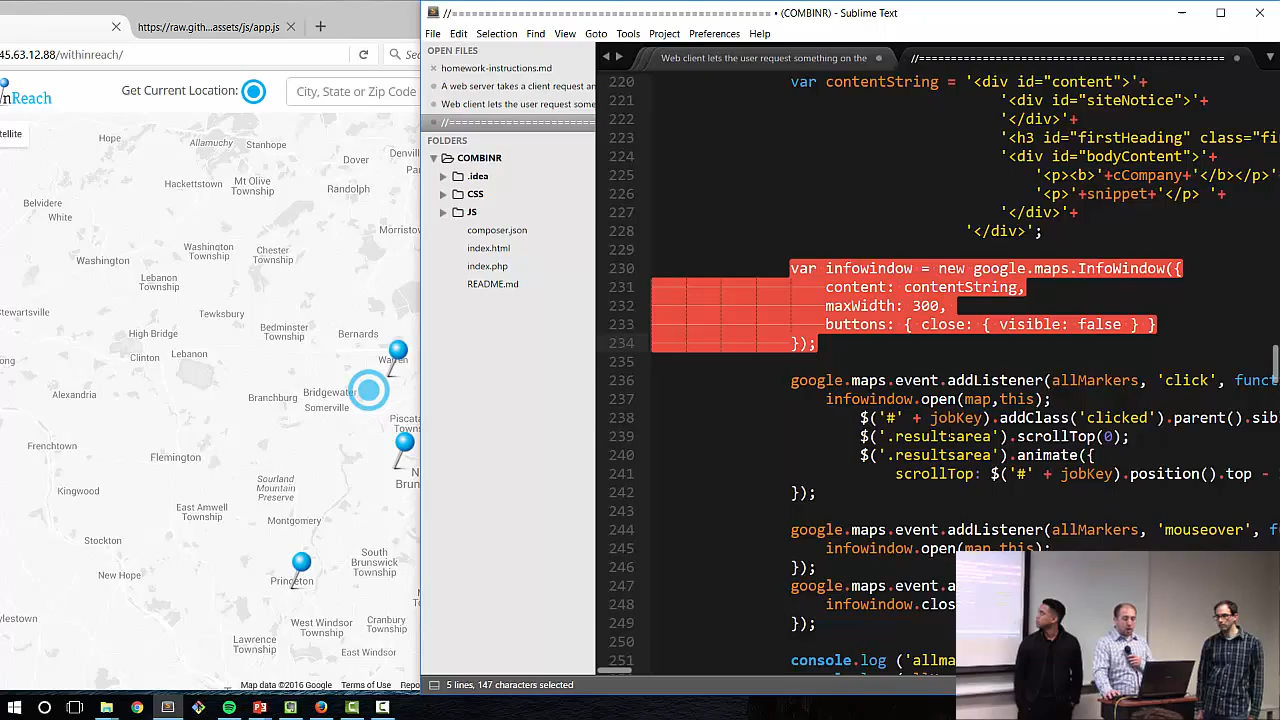 https://raw.gith...assets/js/app.js
45.63.12.88/withinreach/
Sea
nReach
Get Current Location:
City, State or Zip Code
tellite
Hope
Allamuchy
Stanhope
Denvill
Dover
Hackettstown
Mt Olive
Township
Randolph
Belvidere
White
Morristow
Washington
Township
Chester
Township
Washington
Lebanon
Township
Stewartsville
Tewksbury
High Bridge
Bedminster
Township
Bernards
Clinton
Lebanon
Warren
Alexandria
Bridgewater
Branchburg
Somerville
Piscata
Frenchtown
Flemington
Brun
Kingwood
Sourland
Mountain
Preserve
East Amwell
Township
Montgomery
Stockton
South
Brunswick
Township
New Hope
Princeton
plestown
West Windsor
Township
Cranbury
Lawrence
Township
East Windsor
Map data ©2016 Google
Terms of Use
Repo
//=============================================== • (COMBINR) - Sublime Text
File Edit Selection Find View Goto Tools Project Preferences Help
OPEN FILES
homework-instructions.md
A web server takes a client request an
Web client lets the user request some
//=========================
FOLDERS
COMBINR
.idea
CSS
JS
composer.json
index.html
index.php
README.md
Web client lets the user request something on the
//===============================================
220 var contentString = '<div id="content">'+
221 '<div id="siteNotice">'+
222 '</div>'+
223 '<h3 id="firstHeading" class="fi
224 '<div id="bodyContent">'+
225 '<p><b>'+cCompany+'</b></p>'
226 '<p>'+snippet+'</p> '+
227 '</div>'+
228 '</div>';
229
230 var infowindow = new google.maps.InfoWindow({
231 content: contentString,
232 maxWidth: 300,
233 buttons: { close: { visible: false } }
234 });
235
236 google.maps.event.addListener(allMarkers, 'click', funct
237 infowindow.open(map,this);
238 $('#' + jobKey).addClass('clicked').parent().sib
239 $('.resultsarea').scrollTop(0);
240 $('.resultsarea').animate({
241 scrollTop: $('#' + jobKey).position().top -
242 });
243
244 google.maps.event.addListener(allMarkers, 'mouseover', f
245 infowindow.open(map,this);
246 });
247 google.maps.event.a
248 infowindow.clos
249 });
250
251 console.log ('allma
5 lines, 147 characters selected